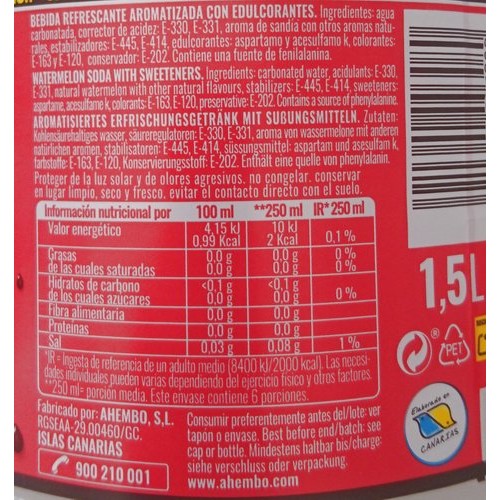 BEBIDA REFRESCANTE AROMATIZADA CON EDULCORANTES. Ingredientes: agua
carbonatada, corrector de acidez: E-330, E-331, aroma de sandía con otros aromas natu-
rales, estabilizadores: E-445, E-414, edulcorantes: aspartamo y acesulfamo k, colorantes:
E-163 y E-120, conservador: E-202. Contiene una fuente de fenilalanina.
WATERMELON SODA WITH SWEETENERS. Ingredients: carbonated water, acidulants: E-330,
E-331, natural watermelon with other natural flavours, stabilizers: E-445, E-414, sweeteners:
aspartame, acesulfame k, colorants: E-163, E-120, preservative: E-202. Contains a source of phenylalanine.
AROMATISIERTES ERFRISCHUNGSGETRÄNK MIT SUBUNGSMITTELN. Zutaten:
Kohlensäurehaltiges wasser, säureregulatoren: E-330, E-331, aroma von wassermelone mit anderen
natürlichen aromen, stabilisatoren: E-445, E-414, süssungsmittel: aspartam und asesulfam k,
farbstoffe: E-163, E-120, Konservierungsstoff: E-202. Enthält eine quelle von phenylalanin.
Proteger de la luz solar y de olores agresivos. no congelar. conservar
en lugar limpio, seco y fresco. evitar el contacto directo con el suelo.
Información nutricional por 100 ml **250 ml IR* 250 ml
Valor energético 4,15 kJ 10 kJ
0,99 Kcal 2 Kcal 0,1 %
Grasas 0,0 g 0,0 g 0 %
de las cuales saturadas 0,0 g 0,0 g 0 %
Hidratos de carbono <0,1 g <0,1 g
de los cuales azúcares 0,0 g 0,0 g 0 %
Fibra alimentaria 0,0 g 0,0 g
Proteinas 0,0 g 0,0 g
Sal 0,03 g 0,08 g 1 %
*IR = Ingesta de referencia de un adulto medio (8400 kJ/2000 kcal). Las necesi-
dades individuales pueden varias dependiendo del ejercicio físico y otros factores.
**250 ml= porción media. Este envase contiene 6 porciones.
Fabricado por: AHEMBO, S.L.
RGSEAA-29.00460/GC.
ISLAS CANARIAS
900 210 001
Consumir preferentemente antes del/lote: ver
tapón o envase. Best before end/batch: see
cap or bottle. Mindestens haltbar bis/charge:
siehe verschluss oder verpackung.
www.ahembo.com
1,5L
®
PET
Elaborado en
CANARIAS